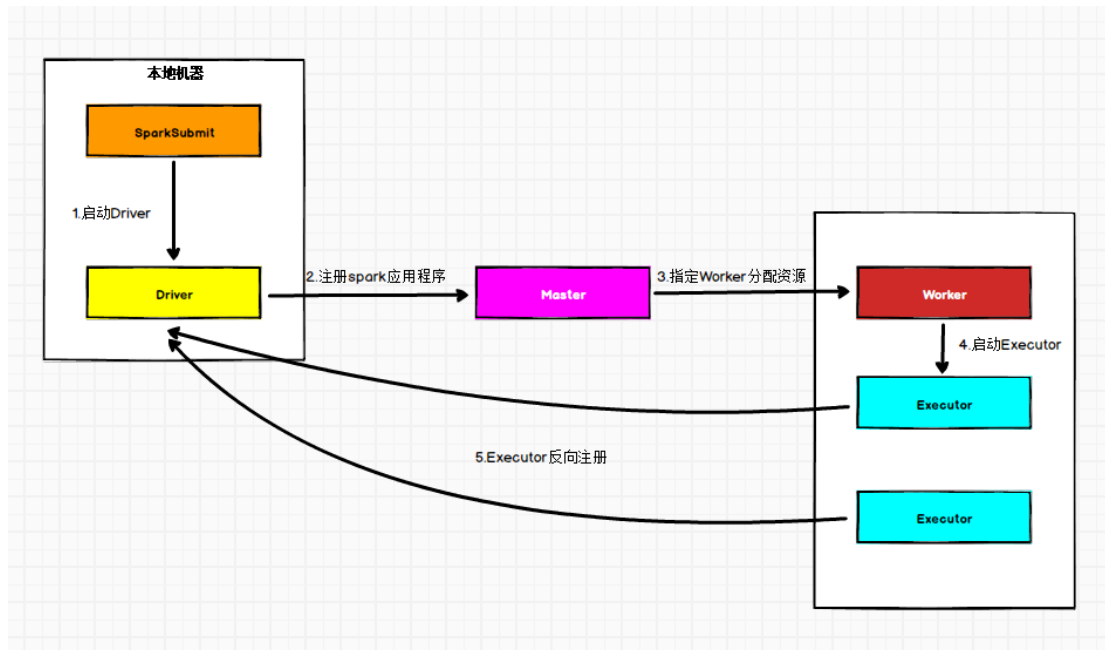 本地机器
SparkSubmit
1.启动Driver
Driver
2.注册spark应用程序
Master
3.指定Worker分配资源
Worker
4.启动Executor
Executor
5.Executor反向注册
Executor